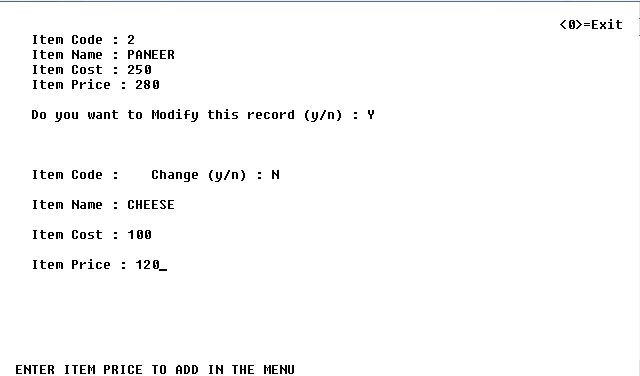 <0>=Exit
Item Code : 2
Item Name : PANEER
Item Cost : 250
Item Price : 280
Do you want to Modify this record (y/n) : Y
Item Code :    Change (y/n) : N
Item Name : CHEESE
Item Cost : 100
Item Price : 120_
ENTER ITEM PRICE TO ADD IN THE MENU